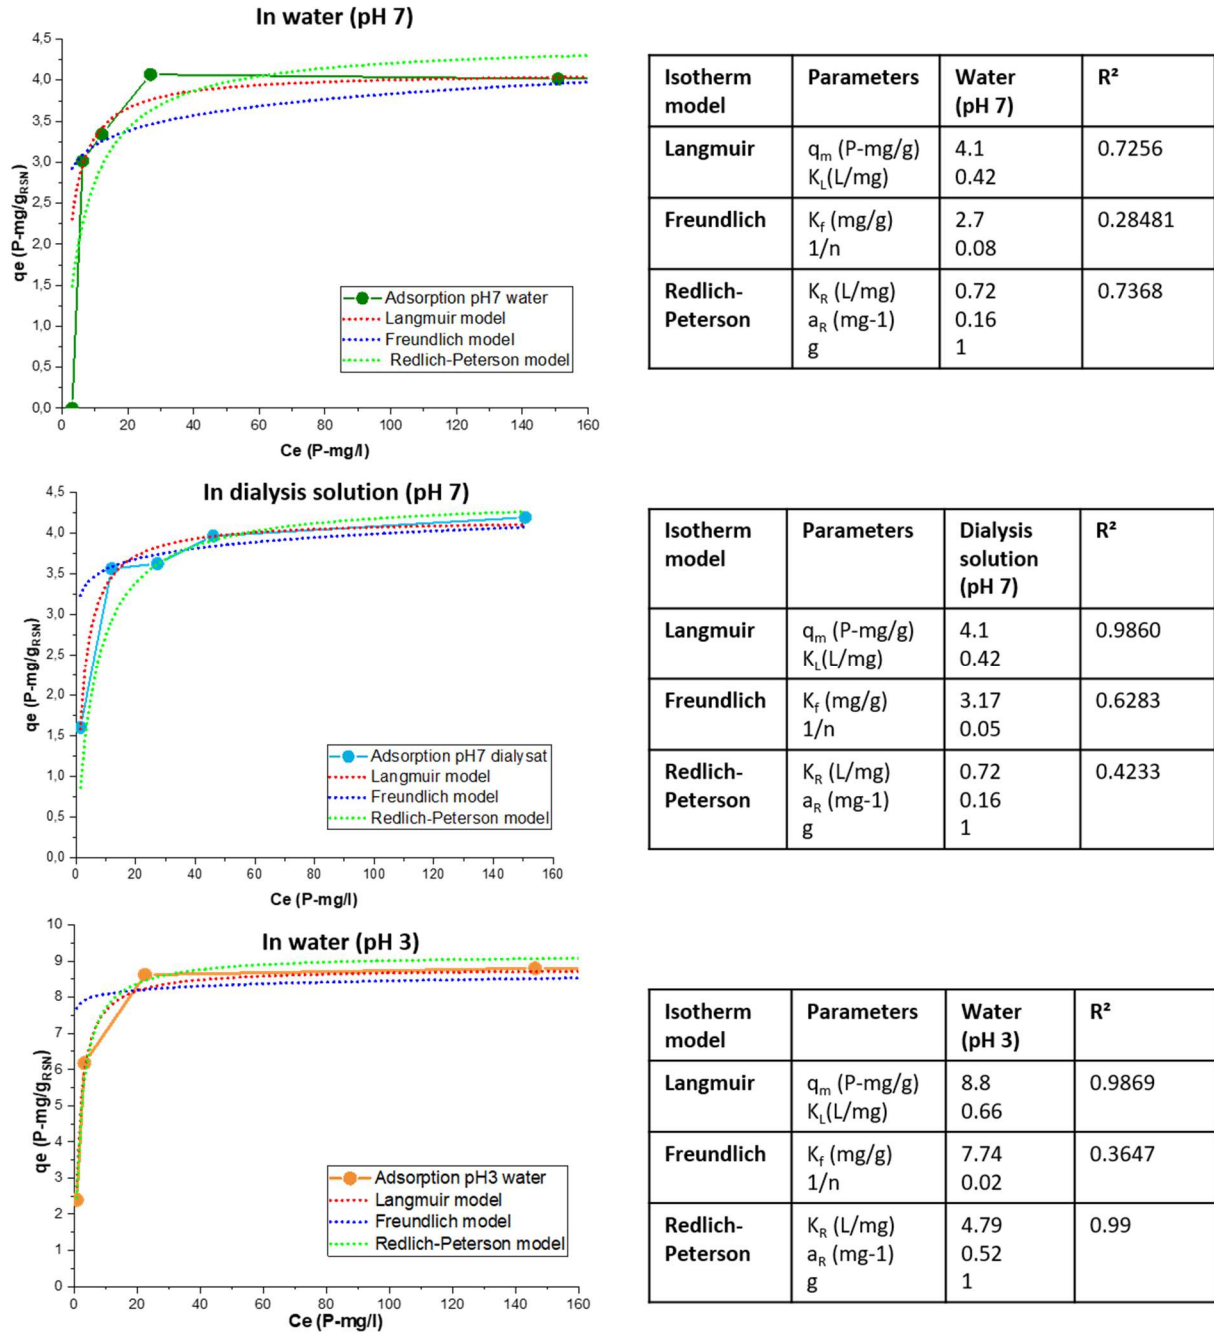 In water (pH 7)
4,5
4,0
3,5
3,0
2,5
2,0
1,5
1,0
0,5
0,0
qe (P-mg/g_RSN)
Adsorption pH7 water
Langmuir model
Freundlich model
Redlich-Peterson model
0 20 40 60 80 100 120 140 160
Ce (P-mg/l)
Isotherm model Parameters Water (pH 7) R²
Langmuir qm (P-mg/g) 4.1 0.7256
KL(L/mg) 0.42
Freundlich Kf (mg/g) 2.7 0.28481
1/n 0.08
Redlich-Peterson KR (L/mg) 0.72 0.7368
aR (mg-1) 0.16
g 1
In dialysis solution (pH 7)
4,5
4,0
3,5
3,0
2,5
2,0
1,5
1,0
0,5
0,0
qe (P-mg/g_RSN)
Adsorption pH7 dialysat
Langmuir model
Freundlich model
Redlich-Peterson model
0 20 40 60 80 100 120 140 160
Ce (P-mg/l)
Isotherm model Parameters Dialysis solution (pH 7) R²
Langmuir qm (P-mg/g) 4.1 0.9860
KL(L/mg) 0.42
Freundlich Kf (mg/g) 3.17 0.6283
1/n 0.05
Redlich-Peterson KR (L/mg) 0.72 0.4233
aR (mg-1) 0.16
g 1
In water (pH 3)
10
9
8
7
6
5
4
3
2
1
0
qe (P-mg/g_RSN)
Adsorption pH3 water
Langmuir model
Freundlich model
Redlich-Peterson model
0 20 40 60 80 100 120 140 160
Ce (P-mg/l)
Isotherm model Parameters Water (pH 3) R²
Langmuir qm (P-mg/g) 8.8 0.9869
KL(L/mg) 0.66
Freundlich Kf (mg/g) 7.74 0.3647
1/n 0.02
Redlich-Peterson KR (L/mg) 4.79 0.99
aR (mg-1) 0.52
g 1